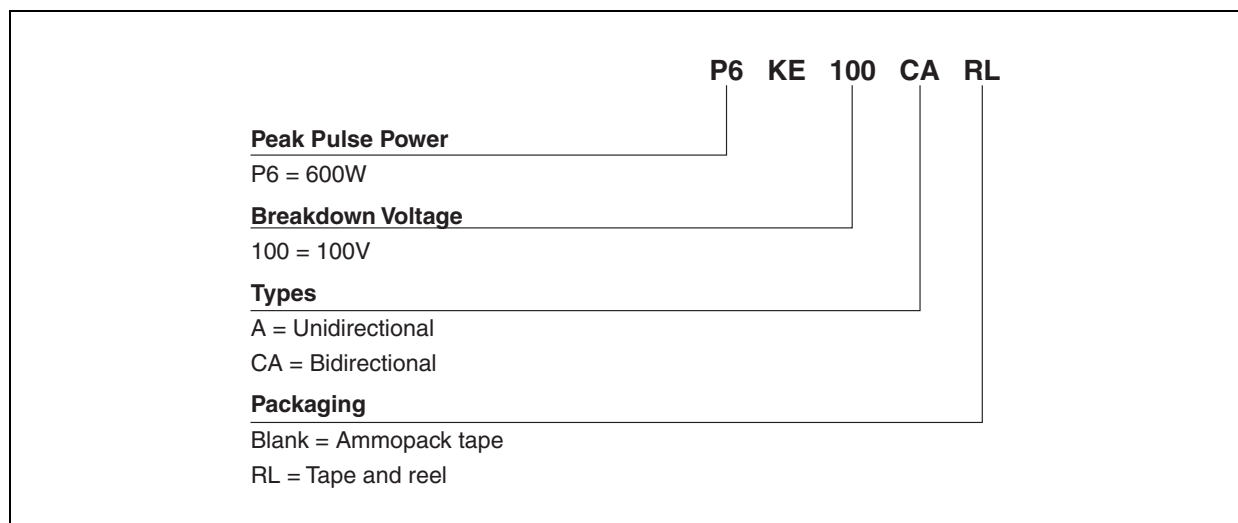 P6 KE 100 CA RL
Peak Pulse Power
P6 = 600W
Breakdown Voltage
100 = 100V
Types
A = Unidirectional
CA = Bidirectional
Packaging
Blank = Ammopack tape
RL = Tape and reel